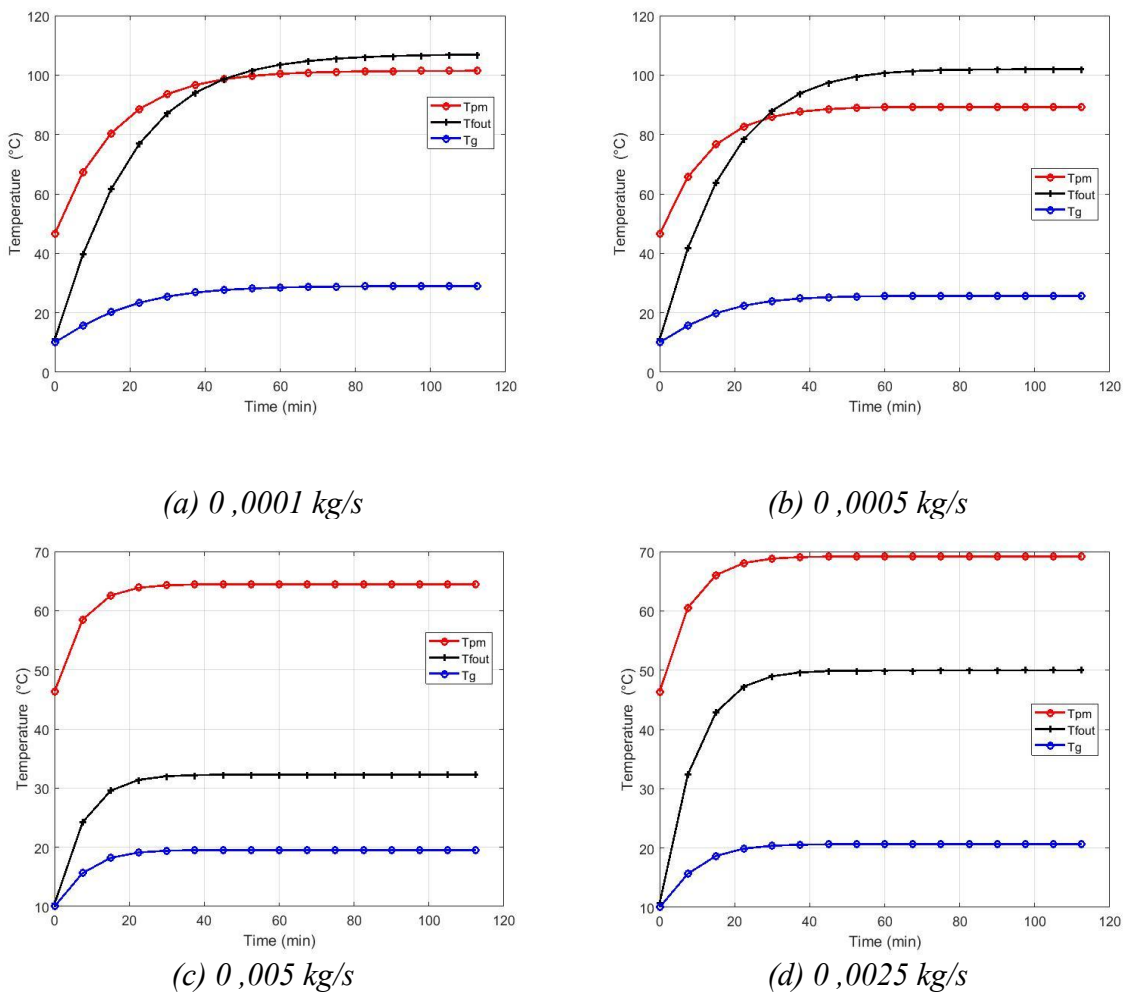 120
100
80
60
40
20
0
Temperature (°C)
Tpm
Tfout
Tg
0 20 40 60 80 100 120
Time (min)
(a) 0 ,0001 kg/s
120
100
80
60
40
20
0
Temperature (°C)
Tpm
Tfout
Tg
0 20 40 60 80 100 120
Time (min)
(b) 0 ,0005 kg/s
70
60
50
40
30
20
10
Temperature (°C)
Tpm
Tfout
Tg
0 20 40 60 80 100 120
Time (min)
(c) 0 ,005 kg/s
70
60
50
40
30
20
10
Temperature (°C)
Tpm
Tfout
Tg
0 20 40 60 80 100 120
Time (min)
(d) 0 ,0025 kg/s